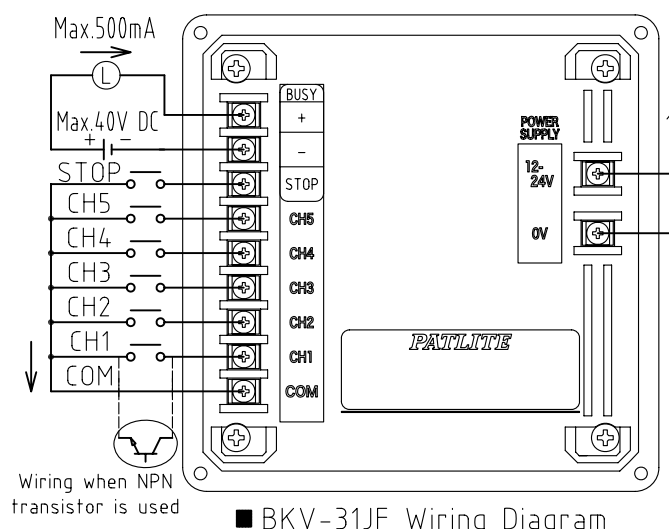 Max.500mA
L
Max.40V DC
+ −
STOP
CH5
CH4
CH3
CH2
CH1
COM
BUSY
+
−
STOP
CH5
CH4
CH3
CH2
CH1
COM
POWER
SUPPLY
12-
24V
0V
PATLITE
Wiring when NPN
transistor is used
■ BKV-31JF Wiring Diagram